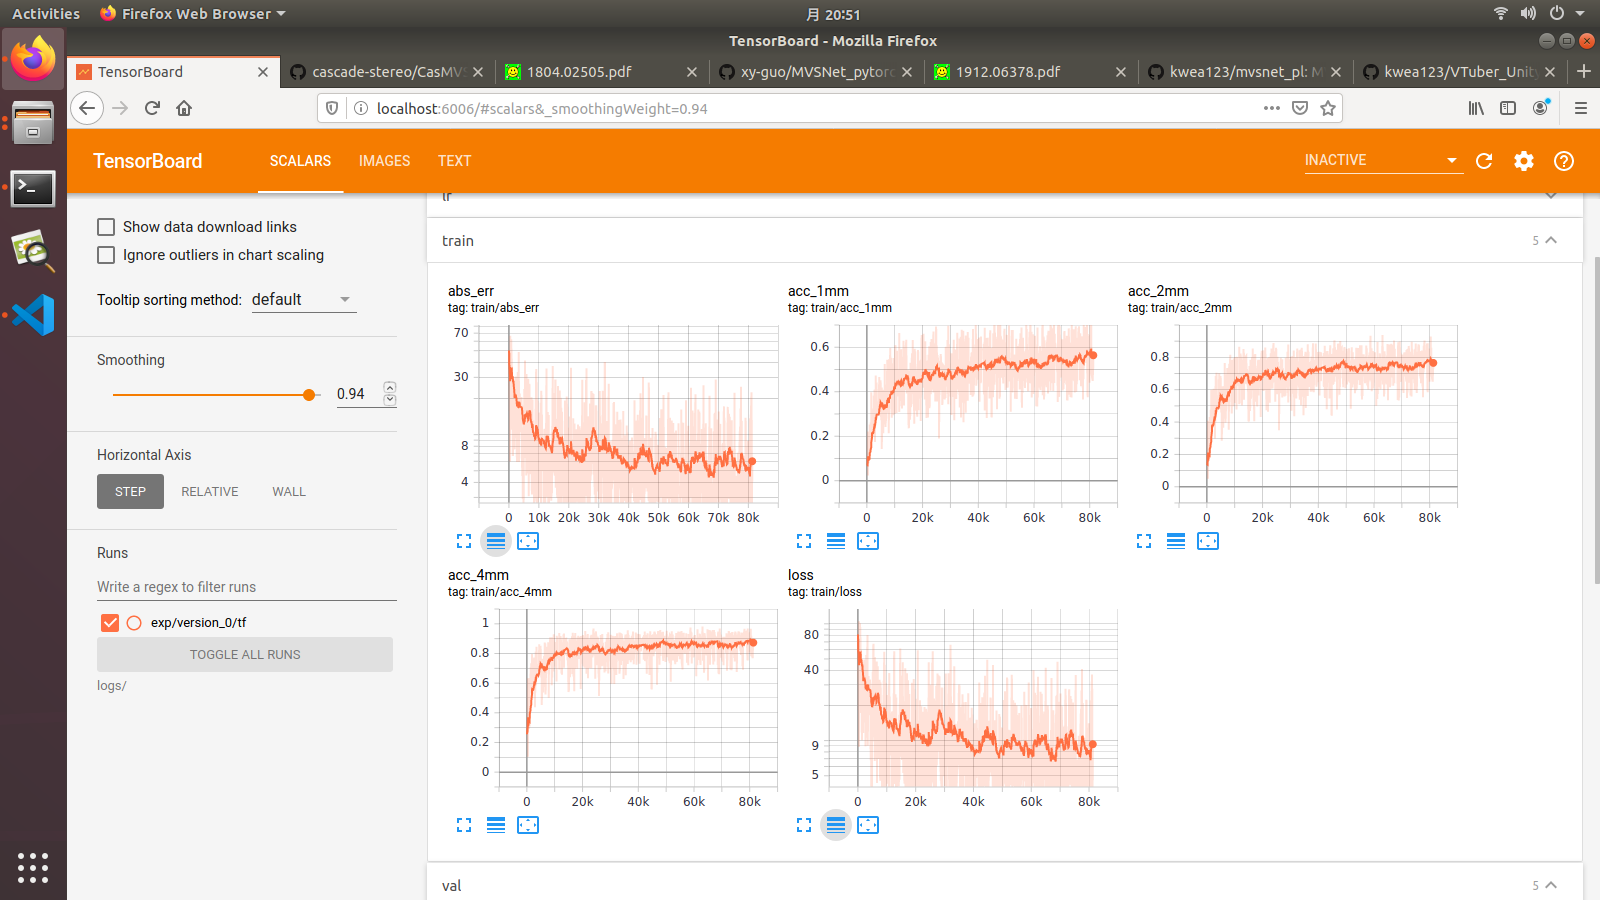 Activities Firefox Web Browser 月 20:51
TensorBoard - Mozilla Firefox
TensorBoard cascade-stereo/CasMVS 1804.02505.pdf xy-guo/MVSNet_pytorc 1912.06378.pdf kwea123/mvsnet_pl: M kwea123/VTuber_Unity
localhost:6006/#scalars&_smoothingWeight=0.94
TensorBoard SCALARS IMAGES TEXT INACTIVE
lr
Show data download links
Ignore outliers in chart scaling
Tooltip sorting method: default
Smoothing
0.94
Horizontal Axis
STEP RELATIVE WALL
Runs
Write a regex to filter runs
exp/version_0/tf
TOGGLE ALL RUNS
logs/
train 5
abs_err
tag: train/abs_err
70
30
8
4
0 10k 20k 30k 40k 50k 60k 70k 80k
acc_1mm
tag: train/acc_1mm
0.6
0.4
0.2
0
0 20k 40k 60k 80k
acc_2mm
tag: train/acc_2mm
0.8
0.6
0.4
0.2
0
0 20k 40k 60k 80k
acc_4mm
tag: train/acc_4mm
1
0.8
0.6
0.4
0.2
0
0 20k 40k 60k 80k
loss
tag: train/loss
80
40
9
5
0 20k 40k 60k 80k
val 5